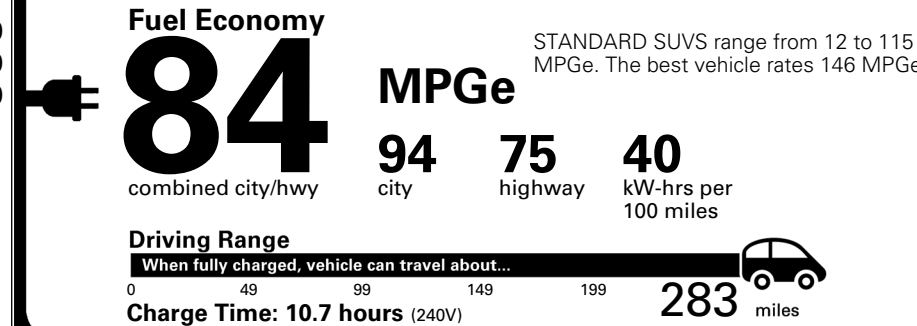 Fuel Economy
84
combined city/hwy
MPGe
STANDARD SUVS range from 12 to 115
MPGe. The best vehicle rates 146 MPGe
94 75 40
city highway kW-hrs per
100 miles
Driving Range
When fully charged, vehicle can travel about...
0 49 99 149 199 283 miles
Charge Time: 10.7 hours (240V)